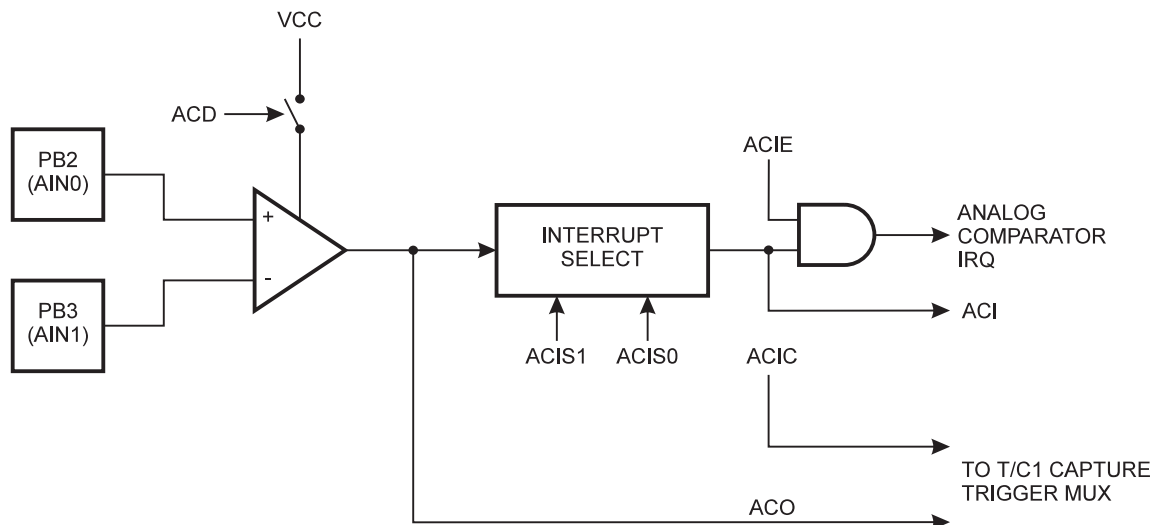 VCC
ACD
PB2
(AIN0)
+
-
PB3
(AIN1)
INTERRUPT
SELECT
ACIS1
ACIS0
ACIE
ANALOG
COMPARATOR
IRQ
ACI
ACIC
TO T/C1 CAPTURE
TRIGGER MUX
ACO